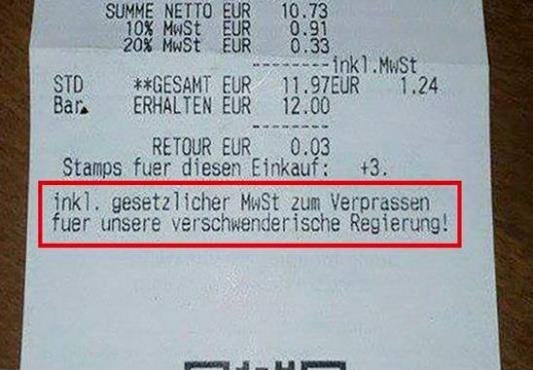 SUMME NETTO EUR 10.73
10% MwSt EUR 0.91
20% MwSt EUR 0.33
--------inkl.MwSt
STD **GESAMT EUR 11.97EUR 1.24
Bar ERHALTEN EUR 12.00
--------
RETOUR EUR 0.03
Stamps fuer diesen Einkauf: +3.
inkl. gesetzlicher MwSt zum Verprassen
fuer unsere verschwenderische Regierung!